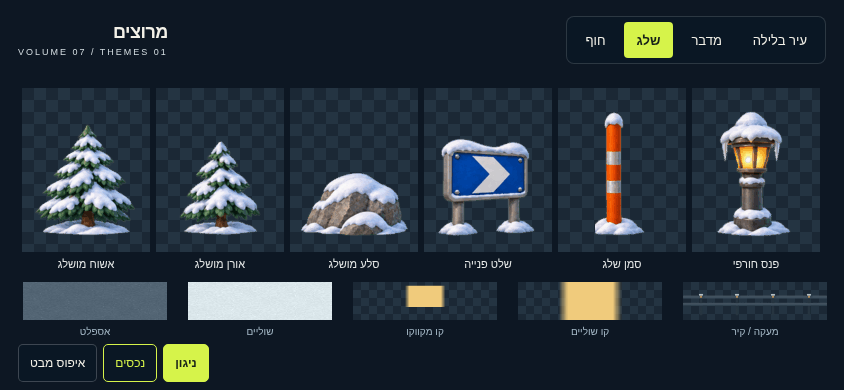 מרוצים
VOLUME 07 / THEMES 01
עיר בלילה
מדבר
שלג
חוף
פנס חורפי
סמן שלג
שלט פנייה
סלע מושלג
אורן מושלג
אשוח מושלג
מעקה / קיר
קו שוליים
קו מקווקו
שוליים
אספלט
ניגון
נכסים
איפוס מבט